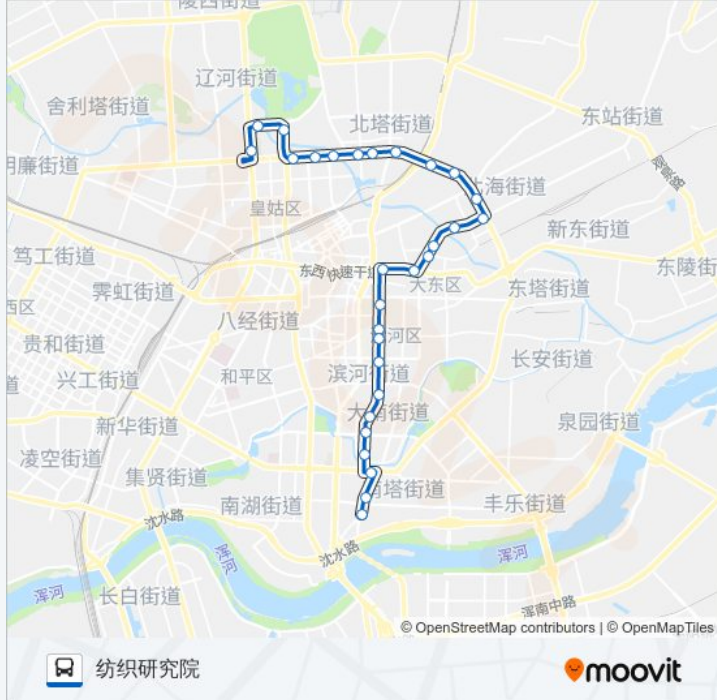 陵西街道
辽河街道
舍利塔街道
北塔街道
东站街道
明廉街道
海街道
观泉路
皇姑区
新东街道
笃工街道
东西快速干
东陵街
霁虹街道
大东区
东塔街道
西区
八经街道
河区
贵和街道
长安街道
滨河街道
兴工街道
和平区
道
大南街道
新华街道
泉园街道
凌空街道
集贤街道
南塔街道
南湖街道
丰乐街道
沈水路
沈水路
浑河
浑河
浑河
长白街道
浑南中路
© OpenStreetMap contributors | © OpenMapTiles
纺织研究院
moovit